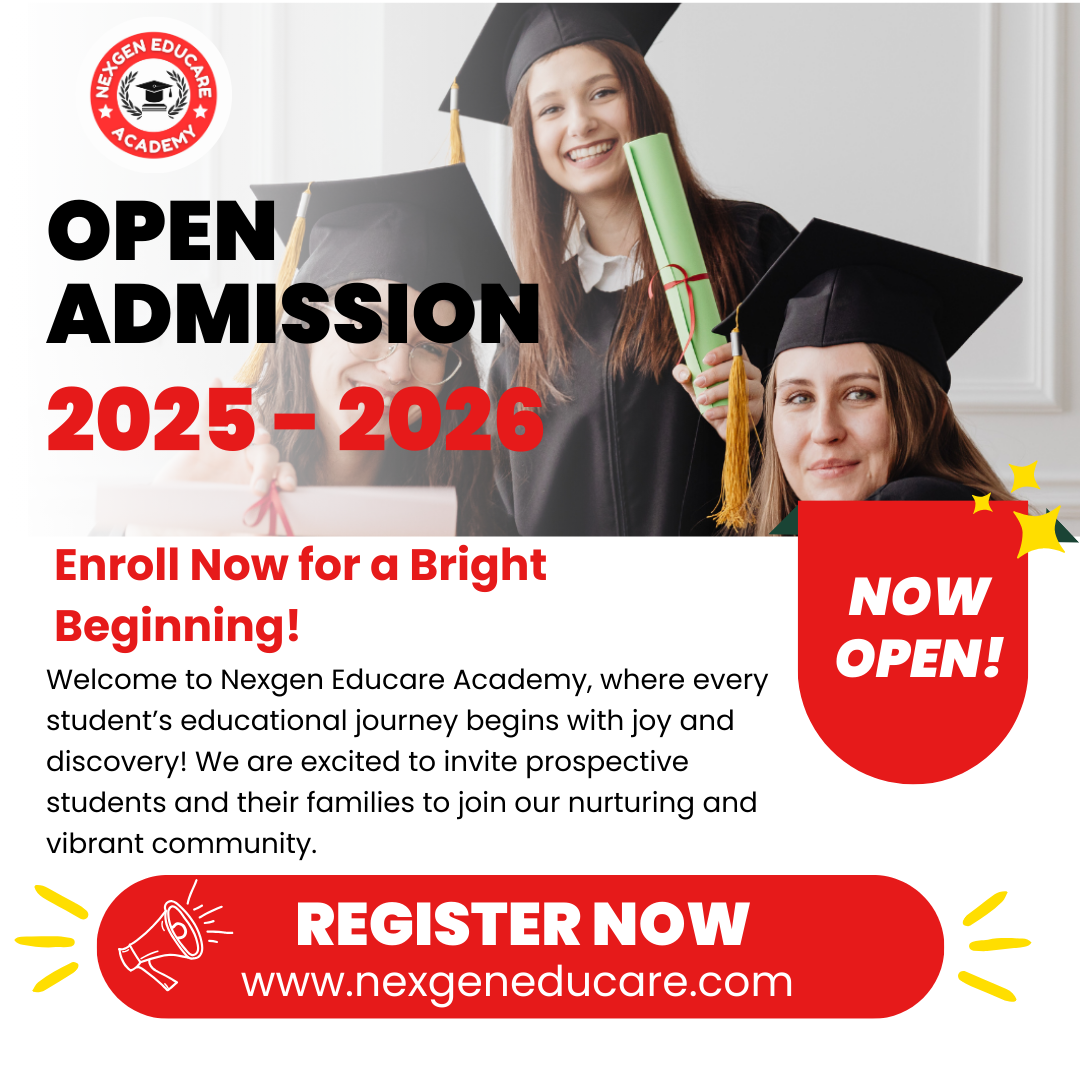 NEXGEN EDUCARE
ACADEMY
OPEN
ADMISSION
2025 – 2026
Enroll Now for a Bright
Beginning!
Welcome to Nexgen Educare Academy, where every
student’s educational journey begins with joy and
discovery! We are excited to invite prospective
students and their families to join our nurturing and
vibrant community.
NOW
OPEN!
REGISTER NOW
www.nexgeneducare.com